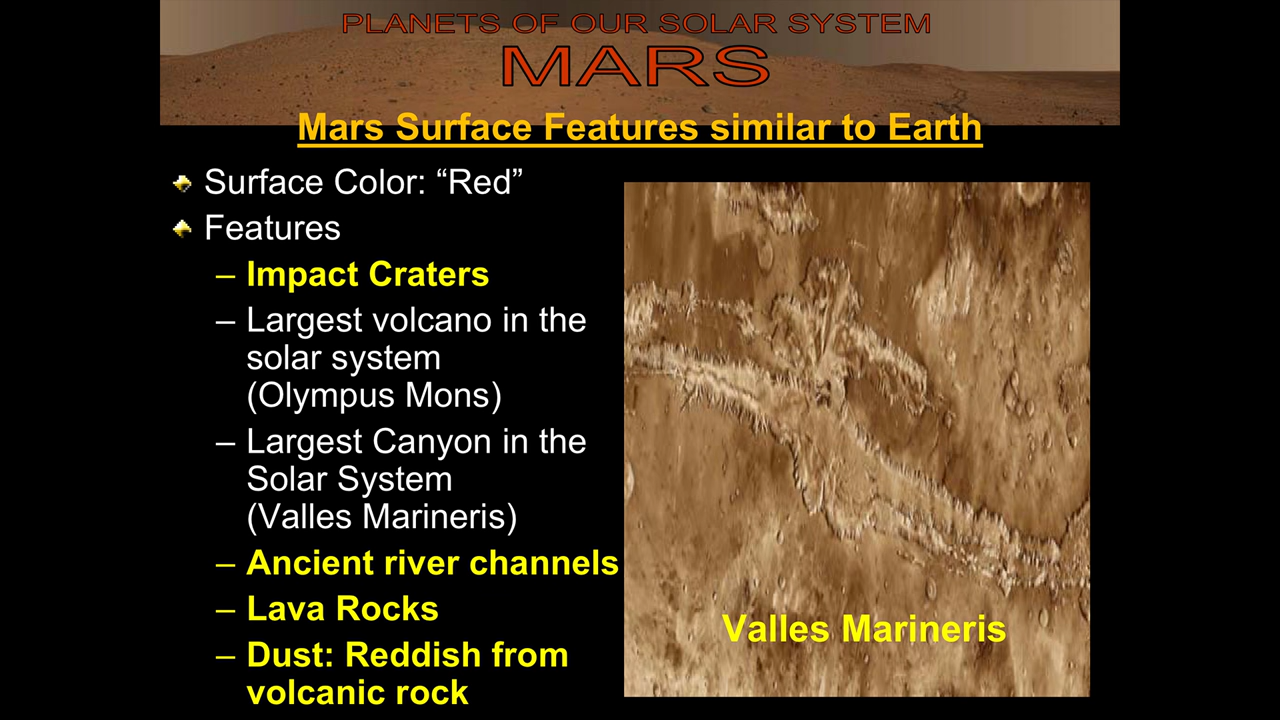 PLANETS OF OUR SOLAR SYSTEM
MARS
Mars Surface Features similar to Earth
Surface Color: “Red”
Features
– Impact Craters
– Largest volcano in the
solar system
(Olympus Mons)
– Largest Canyon in the
Solar System
(Valles Marineris)
– Ancient river channels
– Lava Rocks
– Dust: Reddish from
volcanic rock
Valles Marineris